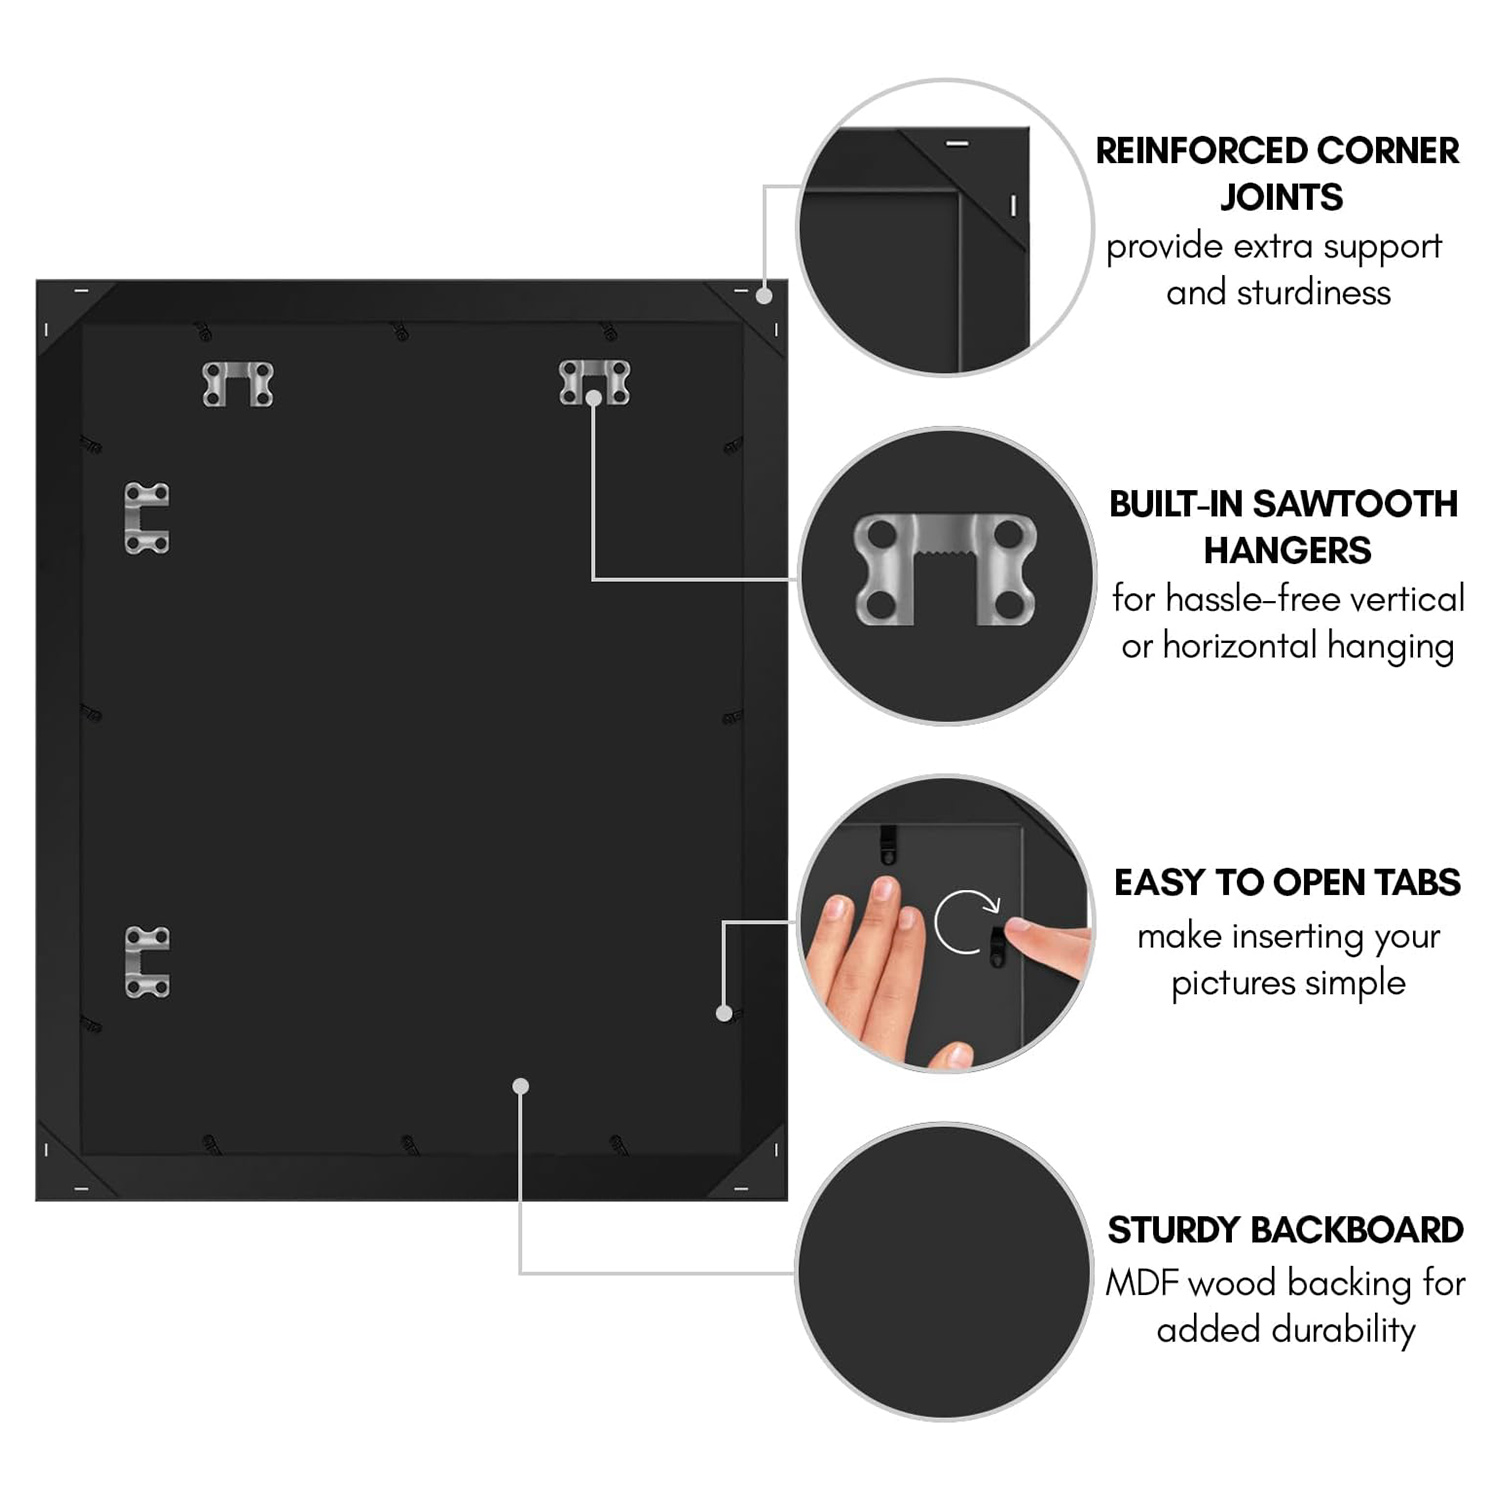 REINFORCED CORNER
JOINTS
provide extra support
and sturdiness
BUILT-IN SAWTOOTH
HANGERS
for hassle-free vertical
or horizontal hanging
EASY TO OPEN TABS
make inserting your
pictures simple
STURDY BACKBOARD
MDF wood backing for
added durability